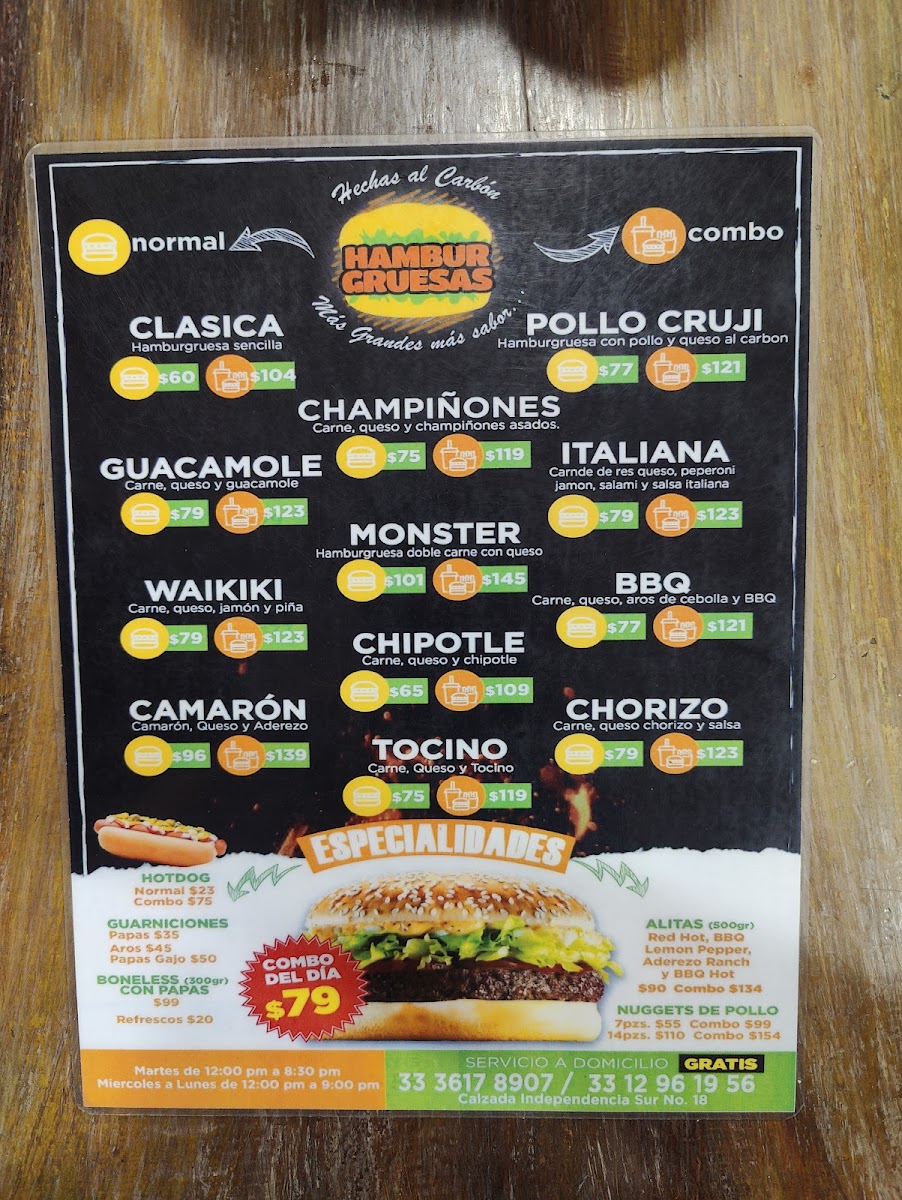 Hechas al Carbón
HAMBUR
GRUESAS
Más Grandes más sabor...
normal
combo
CLASICA
Hamburguesa sencilla
$60 $104
POLLO CRUJI
Hamburguesa con pollo y queso al carbon
$77 $121
CHAMPIÑONES
Carne, queso y champiñones asados.
$75 $119
GUACAMOLE
Carne, queso y guacamole
$79 $123
ITALIANA
Carnde de res queso, peperoni
jamon, salami y salsa italiana
$79 $123
MONSTER
Hamburguesa doble carne con queso
$101 $145
WAIKIKI
Carne, queso, jamón y piña
$79 $123
BBQ
Carne, queso, aros de cebolla y BBQ
$77 $121
CHIPOTLE
Carne, queso y chipotle
$65 $109
CAMARÓN
Camarón, Queso y Aderezo
$96 $139
CHORIZO
Carne, queso chorizo y salsa
$79 $123
TOCINO
Carne, Queso y Tocino
$75 $119
ESPECIALIDADES
HOTDOG
Normal $23
Combo $75
GUARNICIONES
Papas $35
Aros $45
Papas Gajo $50
BONELESS (300gr)
CON PAPAS
$99
Refrescos $20
COMBO
DEL DÍA
$79
ALITAS (500gr)
Red Hot, BBQ
Lemon Pepper,
Aderezo Ranch
y BBQ Hot
$90 Combo $134
NUGGETS DE POLLO
7pzs. $55 Combo $99
14pzs. $110 Combo $154
Martes de 12:00 pm a 8:30 pm
Miercoles a Lunes de 12:00 pm a 9:00 pm
SERVICIO A DOMICILIO GRATIS
33 3617 8907 / 33 12 96 19 56
Calzada Independencia Sur No. 18